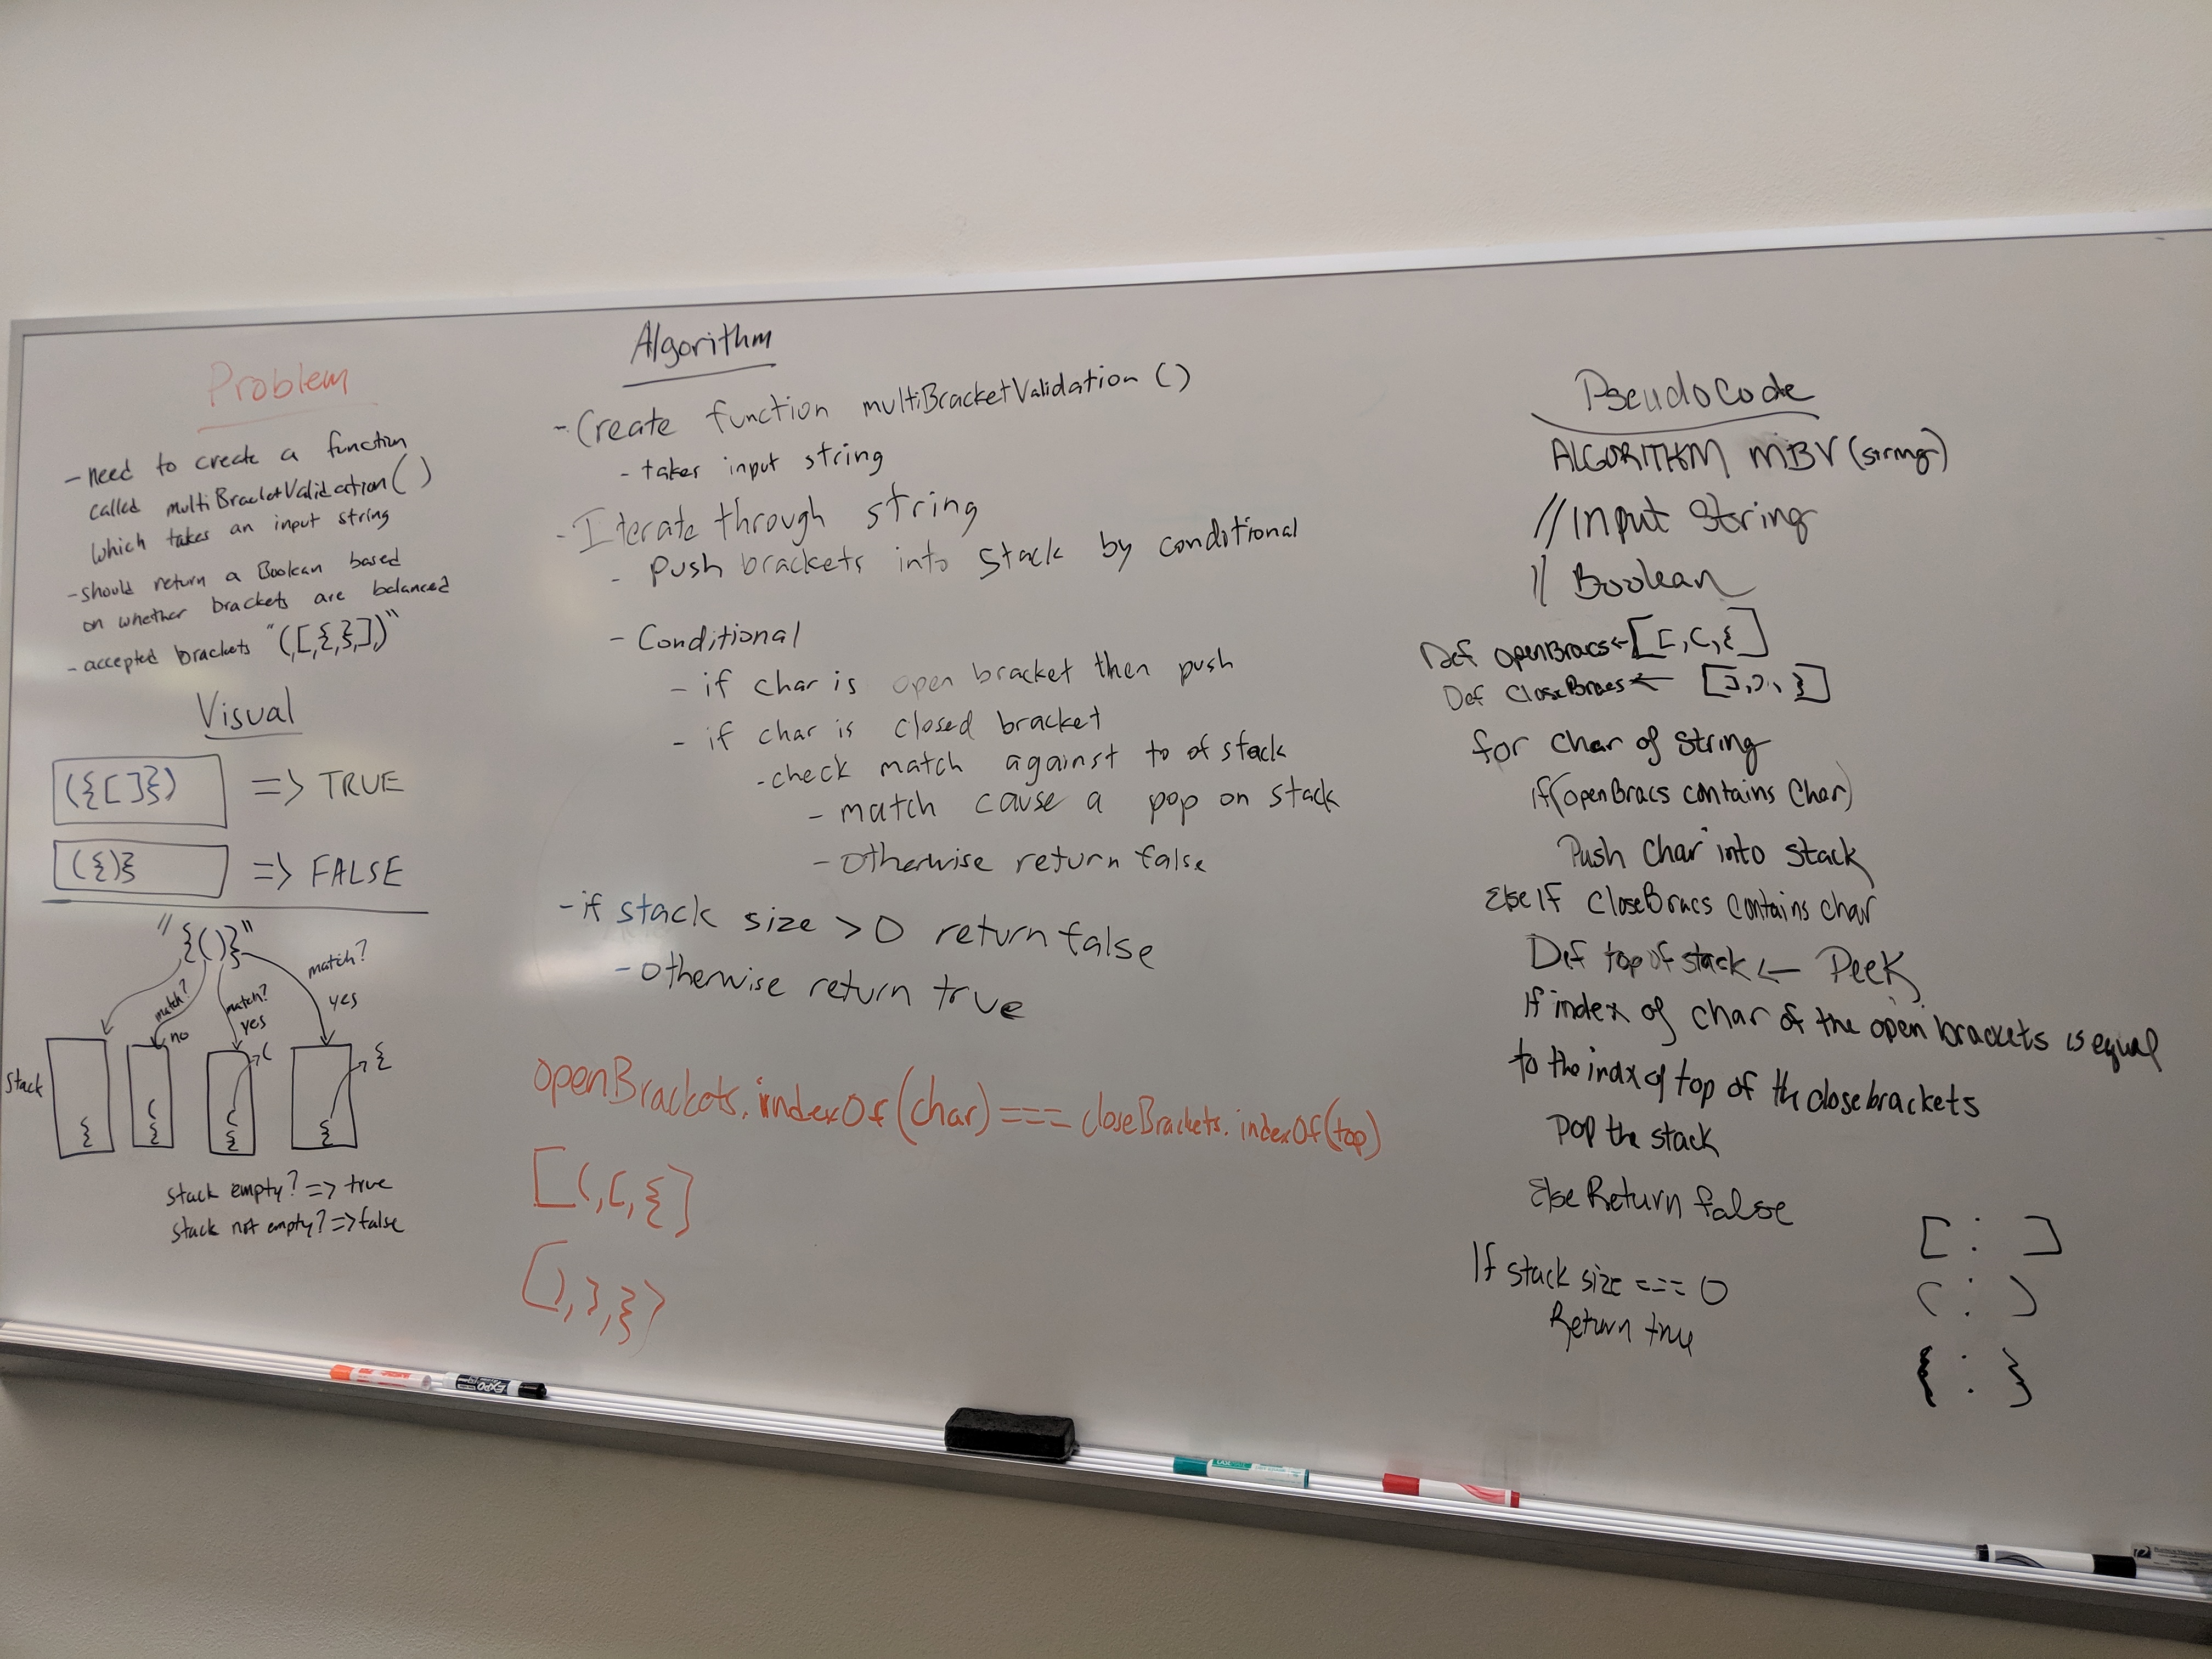 Problem
- need to create a function
called multiBracketValidation()
which takes an input string
- should return a Boolean based
on whether brackets are balanced
- accepted brackets "(,[,{,},],)"
Visual
({[]}) => TRUE
({)} => FALSE
"{()}"
match?
no
match?
yes
match?
yes
stack
{
(
{
(
(
{
{
{
stack empty? => true
stack not empty? => false
Algorithm
- Create function multiBracketValidation ()
- takes input string
- Iterate through string
- push brackets into stack by conditional
- Conditional
- if char is open bracket then push
- if char is closed bracket
- check match against to of stack
- match cause a pop on stack
- otherwise return false
- if stack size > 0 return false
- otherwise return true
openBrackets.indexOf(char) === closeBrackets.indexOf(top)
[(,[,{]
PseudoCode
ALGORITHM MBV (string)
// Input String
// Boolean
Def openBracs <- [[,(,{]
Def CloseBracs <- [],),}]
for char of string
if(openBracs contains Char)
Push char into stack
Else If CloseBracs contains char
Def top of stack <- Peek
If index of char of the open brackets is equal
to the index of top of th close brackets
Pop the stack
Else Return false
If stack size === 0
Return true
[ : ]
( : )
{ : }
EXPO